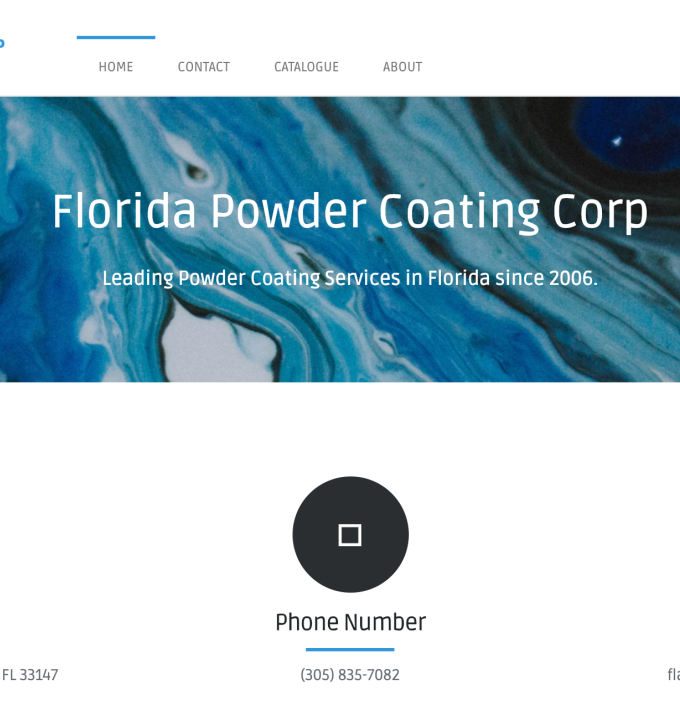 HOME CONTACT CATALOGUE ABOUT
Florida Powder Coating Corp
Leading Powder Coating Services in Florida since 2006.
Phone Number
FL 33147 (305) 835-7082